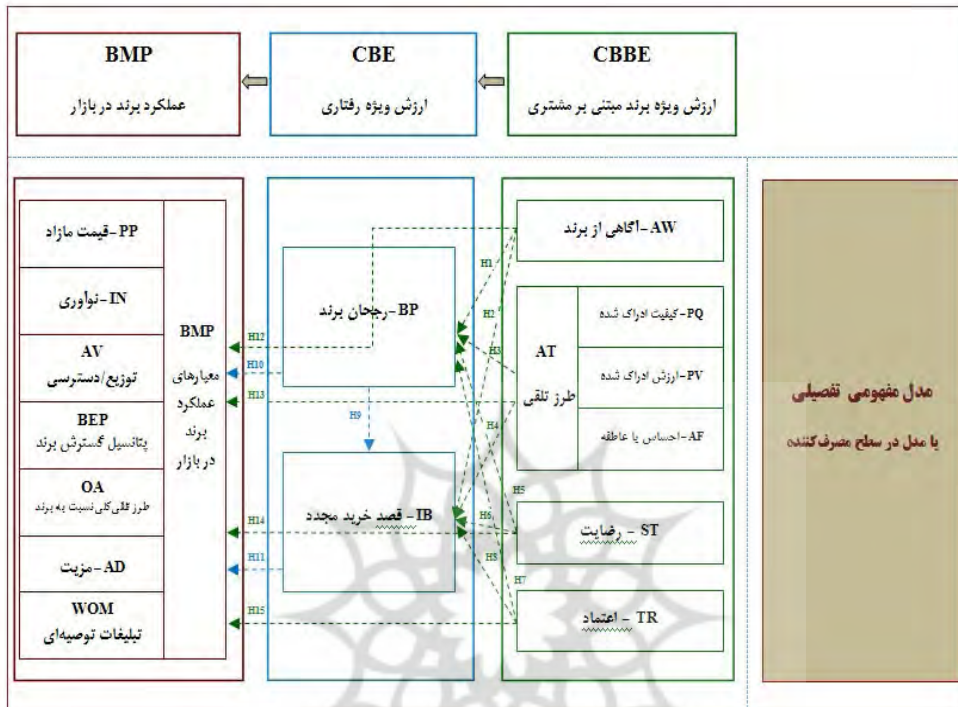 CBBE
ارزش ویژه برند مبتنی بر مشتری
CBE
ارزش ویژه رفتاری
BMP
عملکرد برند در بازار
مدل مفهومی تفصیلی
یا مدل در سطح مصرف‌کننده
AW-آگاهی از برند
AT
طرز تلقی
PQ-کیفیت ادراک شده
PV-ارزش ادراک شده
AF-احساس یا عاطفه
ST - رضایت
TR - اعتماد
H1
H2
H3
H4
H5
H6
H8
H7
BP-رجحان برند
H9
IB- قصد خرید مجدد
H12
H10
H13
H14
H11
H15
BMP
معیارهای
عملکرد
برند
در بازار
PP-قیمت مازاد
IN-نوآوری
AV
توزیع/دسترسی
BEP
پتانسیل گسترش برند
OA
طرز تلقی کلی نسبت به برند
AD-مزیت
WOM
تبلیغات توصیه‌ای